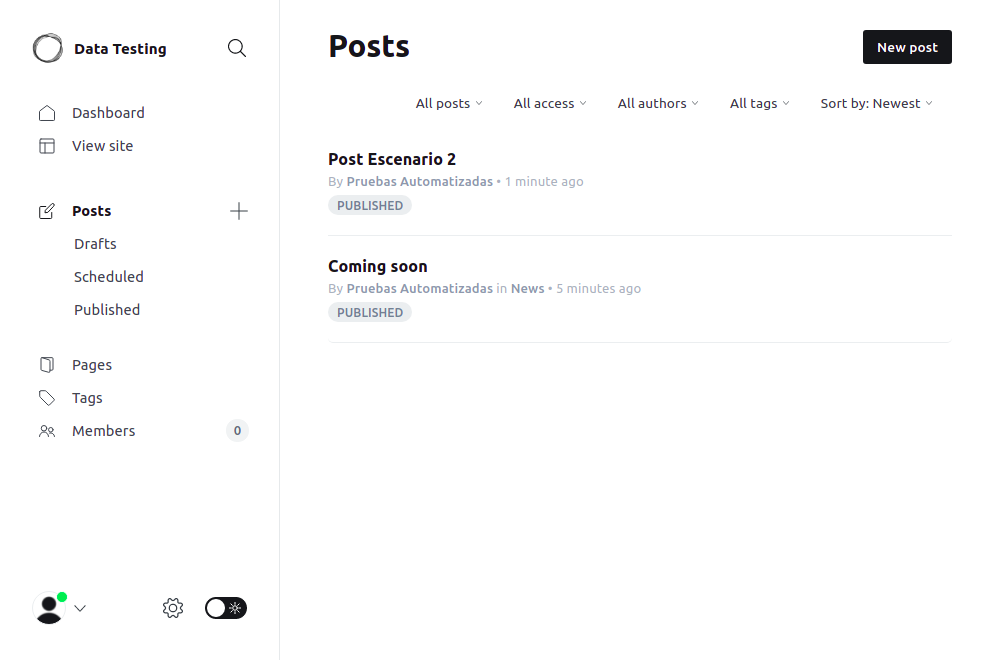 Data Testing
Dashboard
View site
Posts
Drafts
Scheduled
Published
Pages
Tags
Members 0
Posts
New post
All posts All access All authors All tags Sort by: Newest
Post Escenario 2
By Pruebas Automatizadas • 1 minute ago
PUBLISHED
Coming soon
By Pruebas Automatizadas in News • 5 minutes ago
PUBLISHED